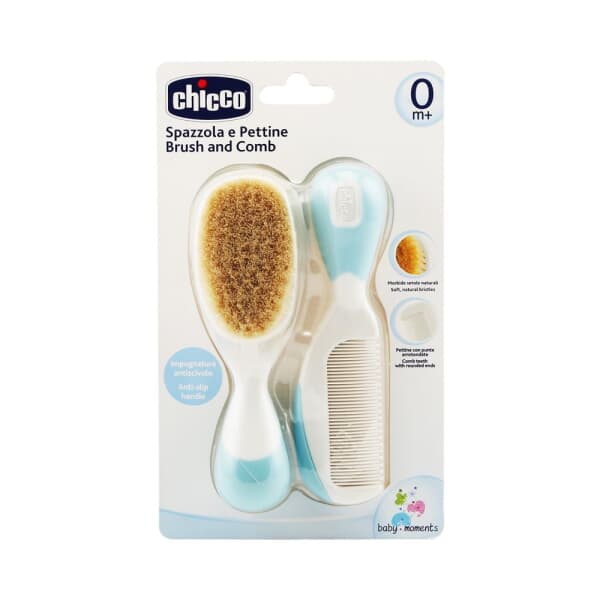 chicco
Spazzola e Pettine
Brush and Comb
0
m+
chicco
Morbide setole naturali
Soft, natural bristles
Pettine con punte
arrotondate
Comb teeth
with rounded ends
Impugnatura
antiscivolo
Anti-slip
handle
baby • moments